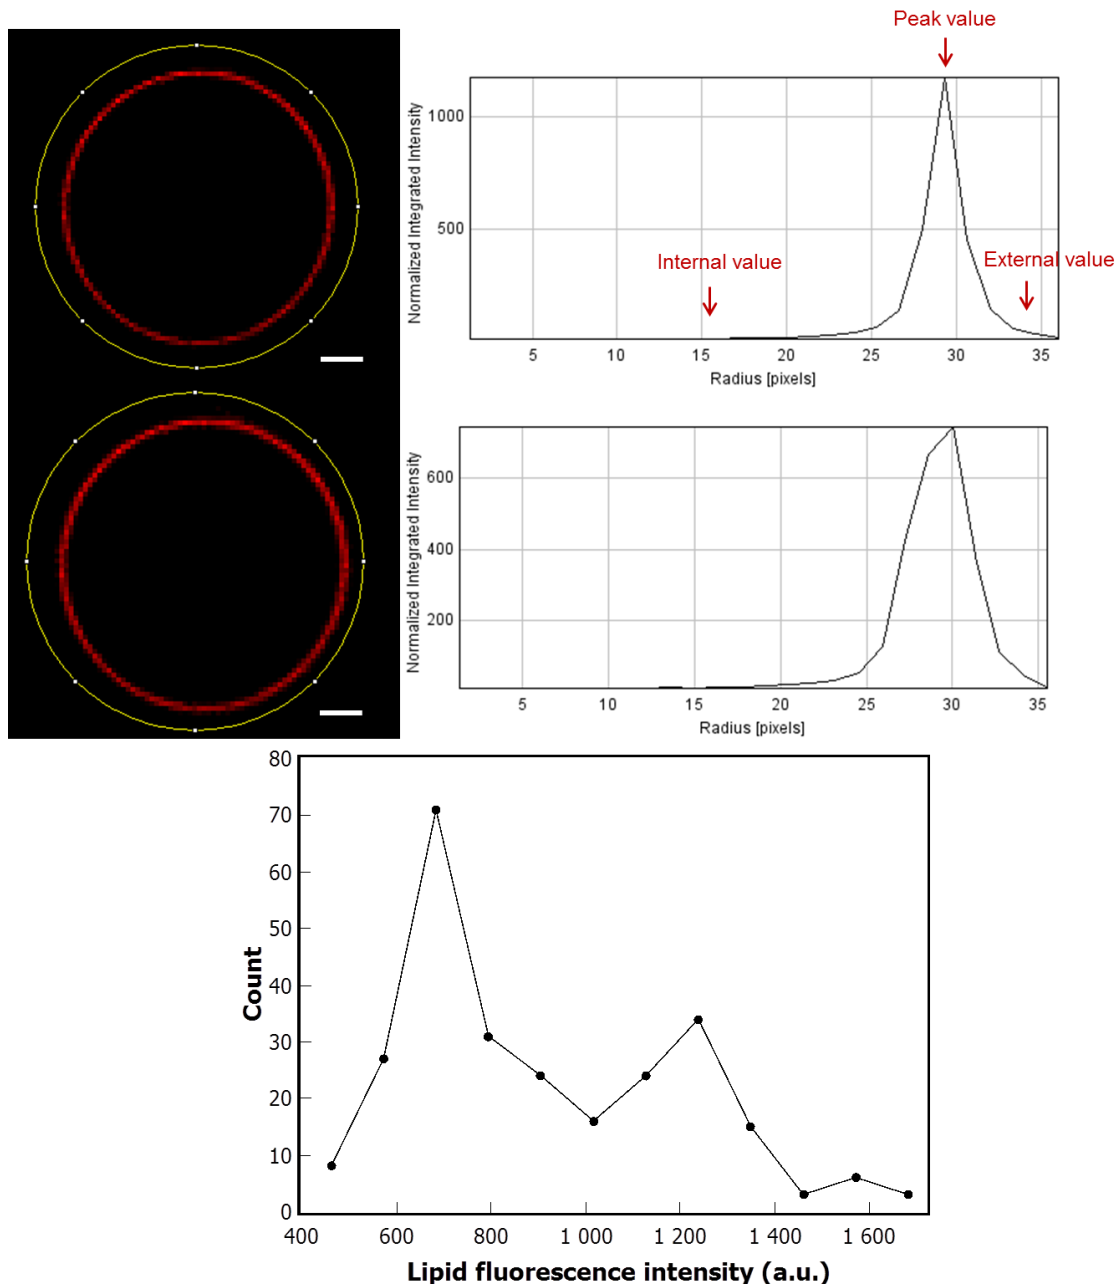 Peak value
Normalized Integrated Intensity
1000
500
Internal value
External value
5 10 15 20 25 30 35
Radius [pixels]
Normalized Integrated Intensity
600
400
200
5 10 15 20 25 30 35
Radius [pixels]
Count
80
70
60
50
40
30
20
10
0
400 600 800 1 000 1 200 1 400 1 600
Lipid fluorescence intensity (a.u.)